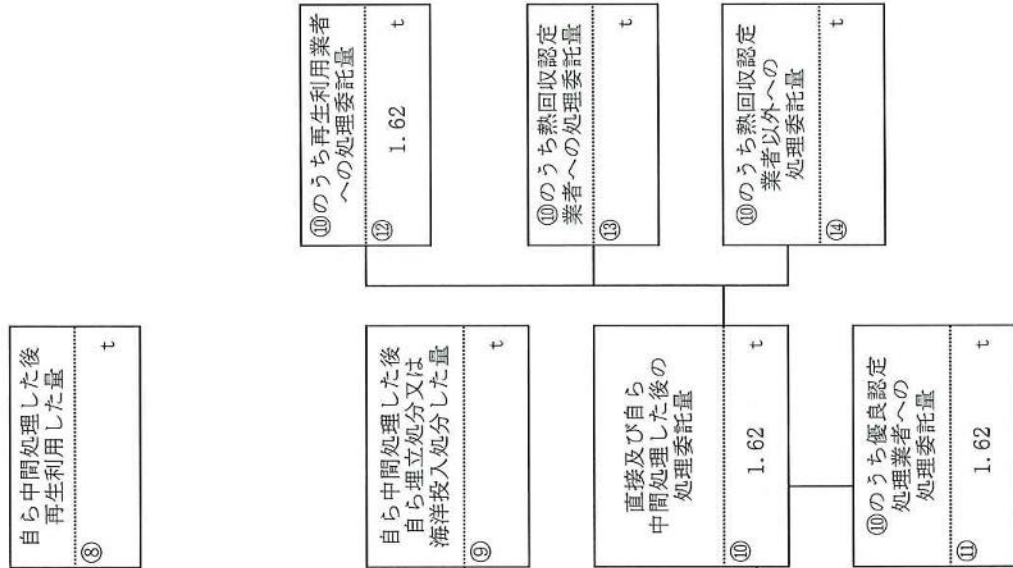 自ら中間処理した後
再生利用した量
⑧ t
自ら中間処理した後
自ら埋立処分又は
海洋投入処分した量
⑨ t
直接及び自ら
中間処理した後の
処理委託量
⑩ 1.62 t
⑩のうち優良認定
処理業者への
処理委託量
⑪ 1.62 t
⑩のうち再生利用業者
への処理委託量
⑫ 1.62 t
⑩のうち熱回収認定
業者への処理委託量
⑬ t
⑩のうち熱回収認定
業者以外への
処理委託量
⑭ t